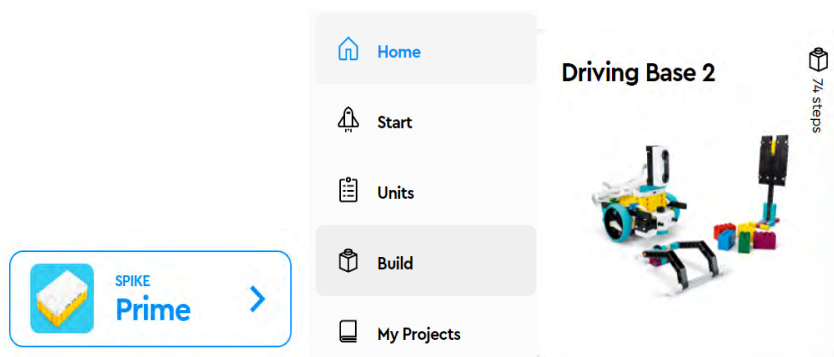 SPIKE
Prime
Home
Start
Units
Build
My Projects
Driving Base 2
74 steps